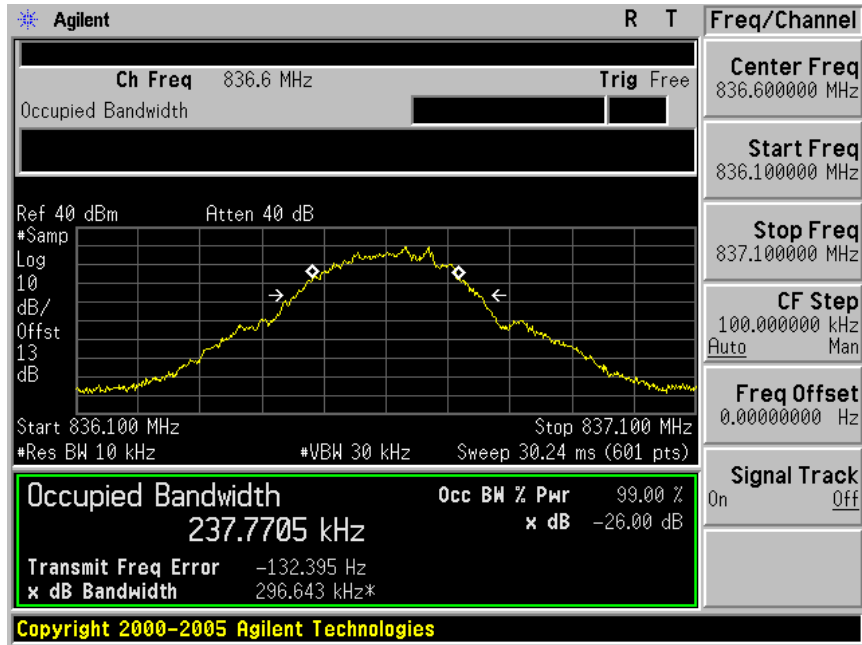 Agilent R T
Freq/Channel
Ch Freq 836.6 MHz Trig Free
Occupied Bandwidth
Center Freq
836.600000 MHz
Start Freq
836.100000 MHz
Stop Freq
837.100000 MHz
CF Step
100.000000 kHz
Auto Man
Freq Offset
0.00000000 Hz
Signal Track
On Off
Ref 40 dBm Atten 40 dB
#Samp
Log
10
dB/
Offst
13
dB
Start 836.100 MHz Stop 837.100 MHz
#Res BW 10 kHz #VBW 30 kHz Sweep 30.24 ms (601 pts)
Occupied Bandwidth Occ BW % Pwr 99.00 %
237.7705 kHz x dB -26.00 dB
Transmit Freq Error -132.395 Hz
x dB Bandwidth 296.643 kHz*
Copyright 2000-2005 Agilent Technologies